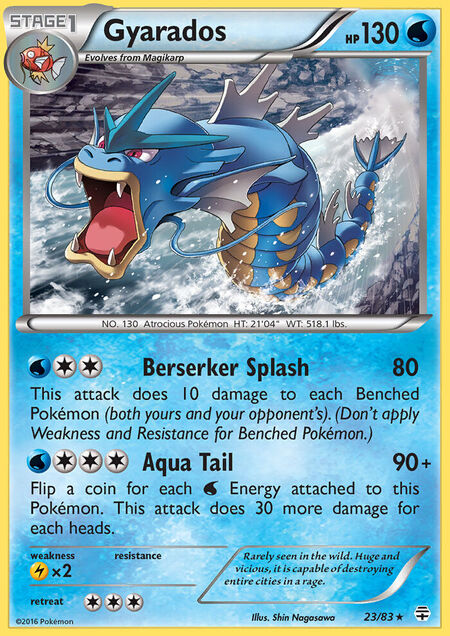 STAGE1
Gyarados
HP 130
Evolves from Magikarp
NO. 130 Atrocious Pokémon HT: 21'04" WT: 518.1 lbs.
Berserker Splash 80
This attack does 10 damage to each Benched
Pokémon (both yours and your opponent's). (Don't apply
Weakness and Resistance for Benched Pokémon.)
Aqua Tail 90+
Flip a coin for each Energy attached to this
Pokémon. This attack does 30 more damage for
each heads.
weakness resistance
×2
retreat
Rarely seen in the wild. Huge and
vicious, it is capable of destroying
entire cities in a rage.
©2016 Pokémon
Illus. Shin Nagasawa
23/83★